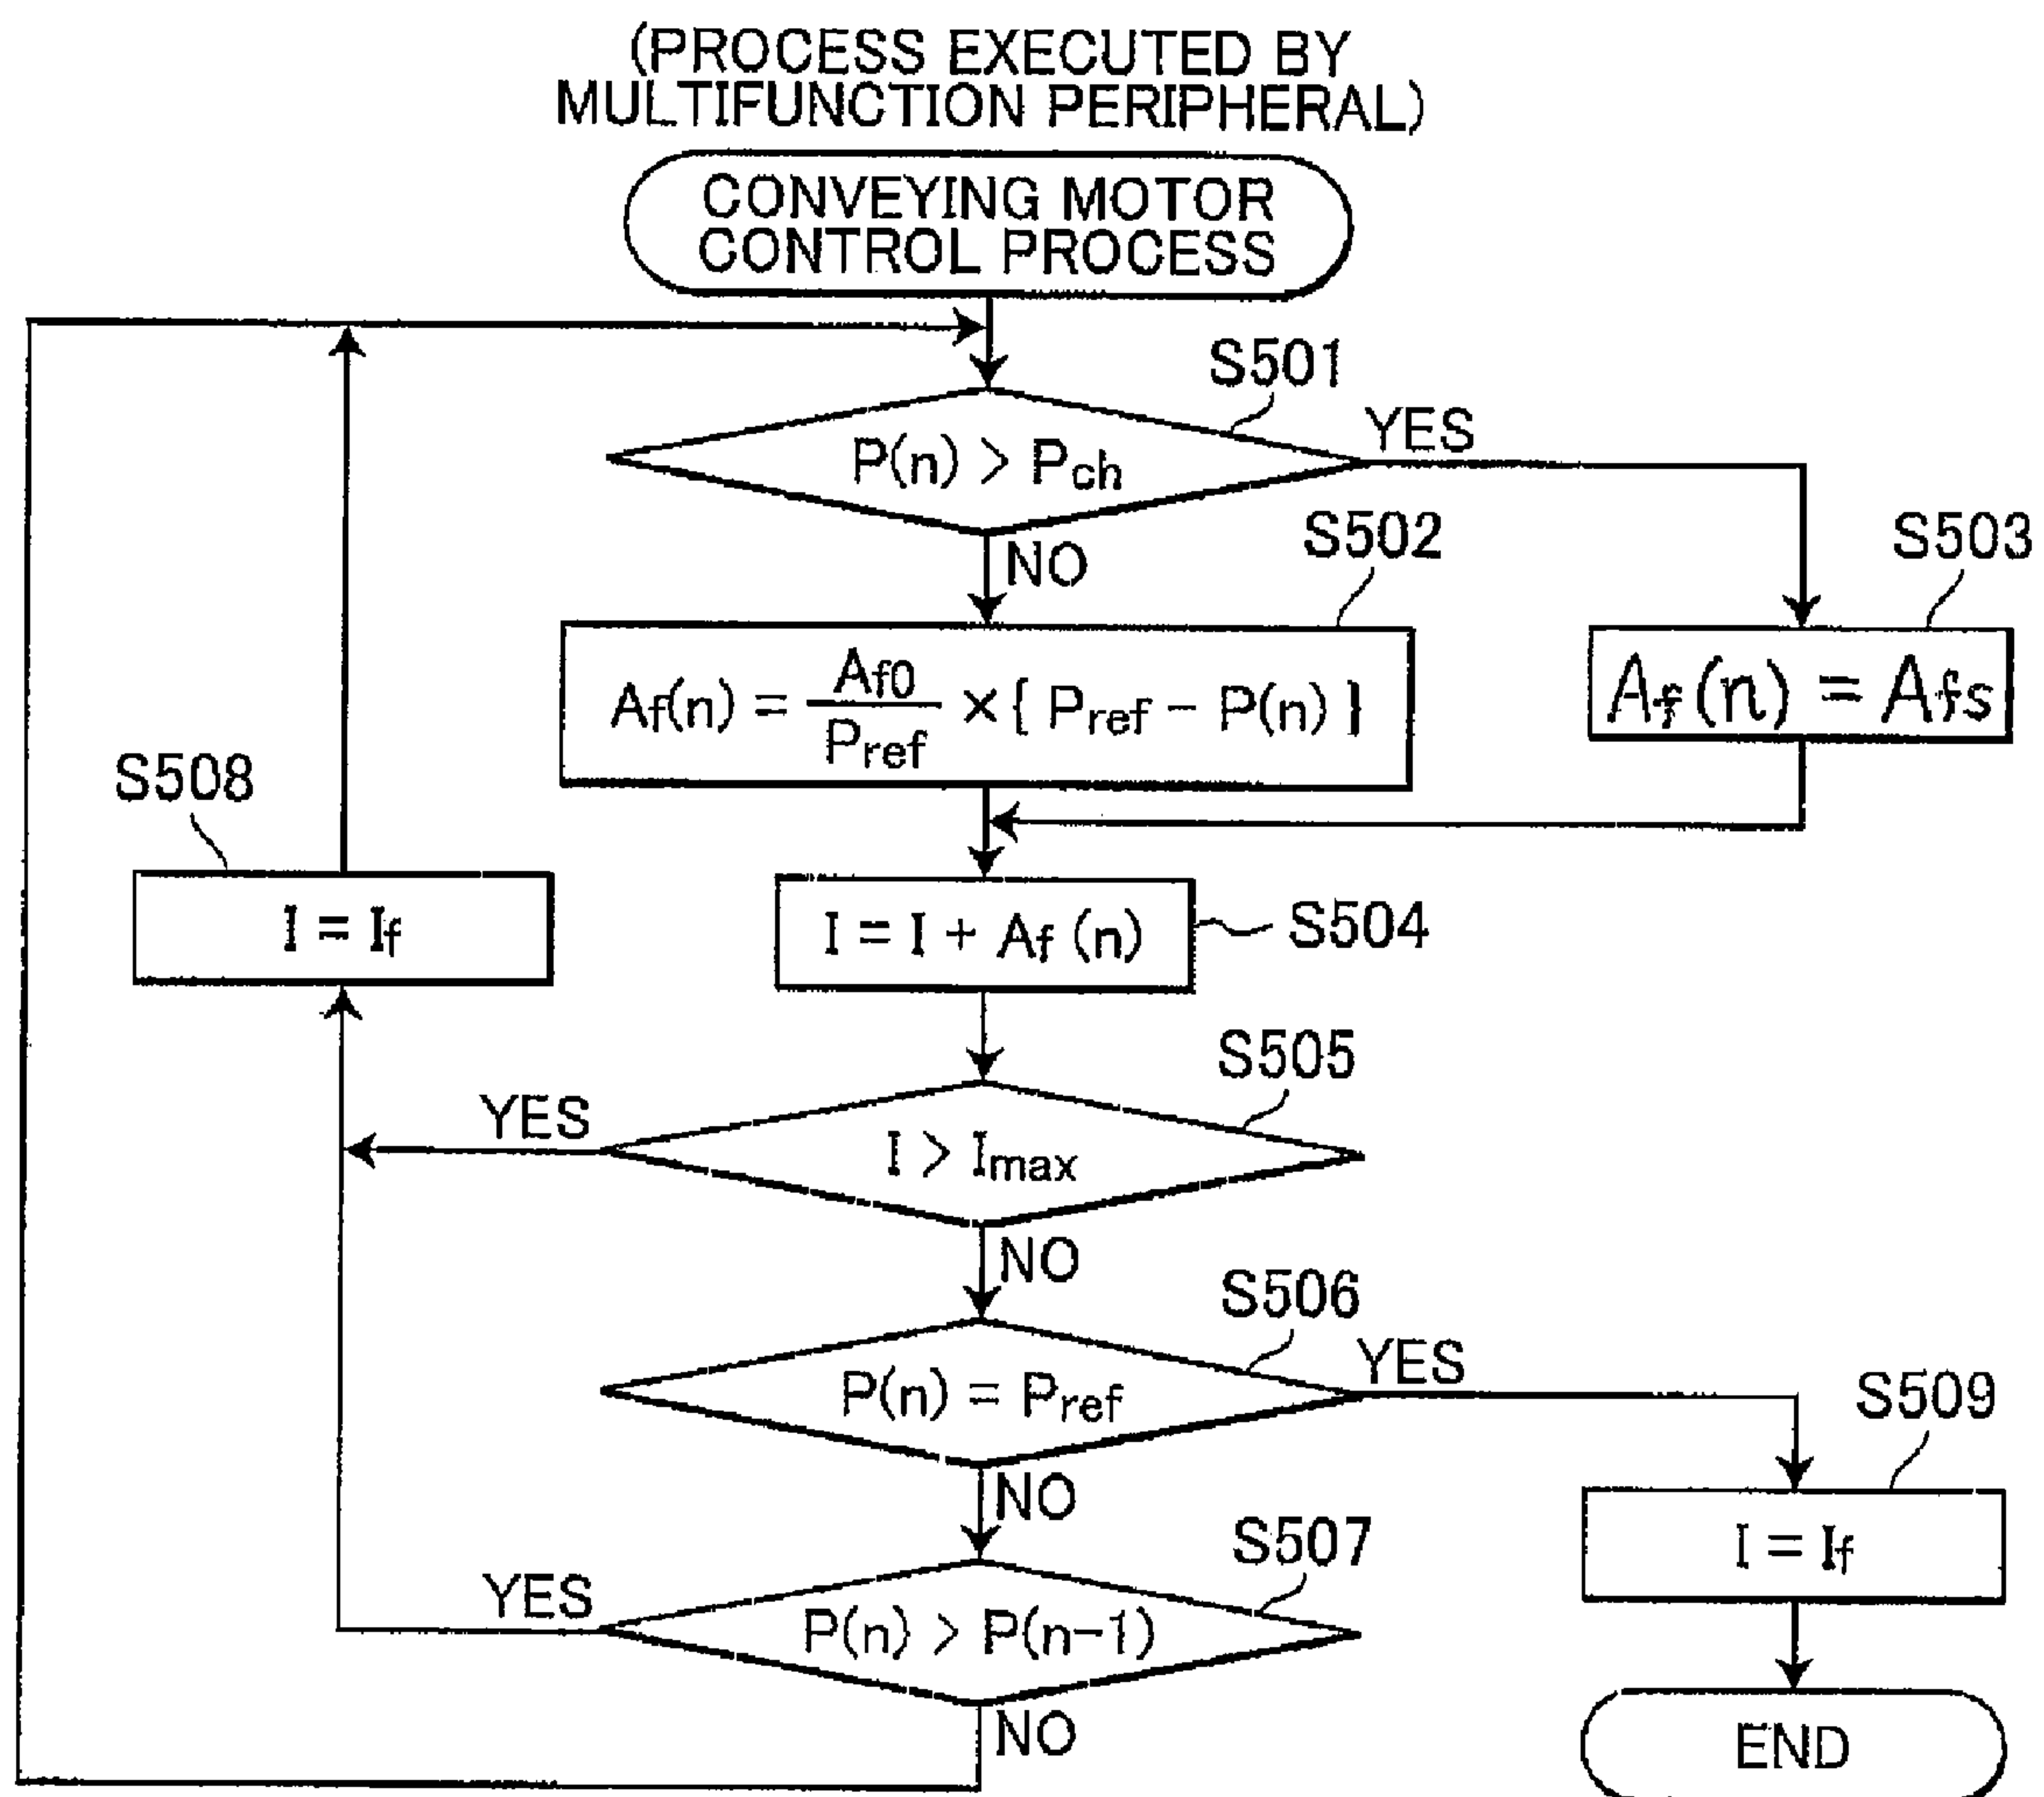 (PROCESS EXECUTED BY
MULTIFUNCTION PERIPHERAL)
CONVEYING MOTOR
CONTROL PROCESS
S501
P(n) > Pch
YES
NO
S502
Af(n) = Af0/Pref × { Pref − P(n) }
S503
Af(n) = Afs
S508
I = If
I = I + Af (n)
S504
S505
YES
I > Imax
NO
S506
YES
P(n) = Pref
NO
S509
I = If
S507
YES
P(n) > P(n−1)
NO
END